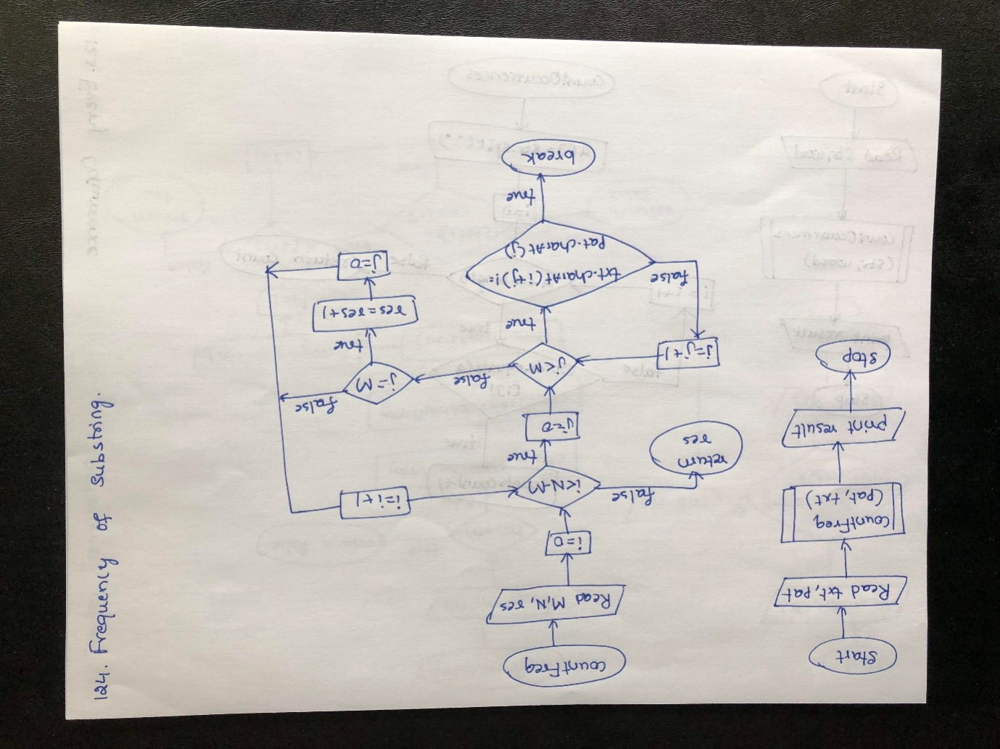 124. Frequency of substring.
Start
Read txt, pat
CountFreq
(pat, txt)
print result
Stop
CountFreq
Read M,N, res
i=0
i<N-M
false
return
res
true
j=0
j<M
true
txt.charAt(i+j)!=
pat.charAt(j)
true
break
false
j=j+1
false
j=M
true
res=res+1
j=0
false
i=i+1